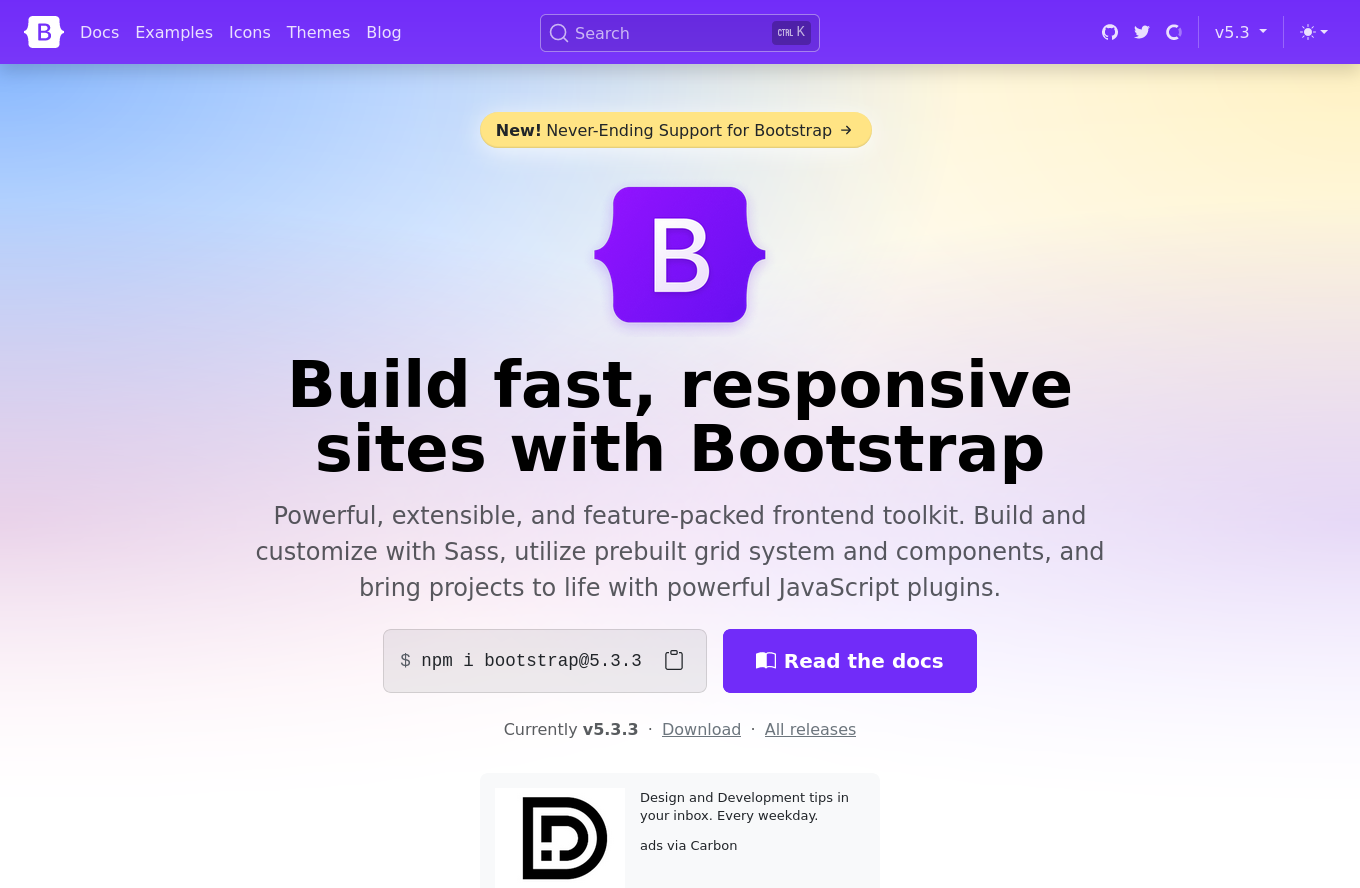 B Docs Examples Icons Themes Blog Search CTRL K v5.3
New! Never-Ending Support for Bootstrap →
B
Build fast, responsive
sites with Bootstrap
Powerful, extensible, and feature-packed frontend toolkit. Build and
customize with Sass, utilize prebuilt grid system and components, and
bring projects to life with powerful JavaScript plugins.
$ npm i bootstrap@5.3.3 Read the docs
Currently v5.3.3 · Download · All releases
Design and Development tips in
your inbox. Every weekday.
ads via Carbon